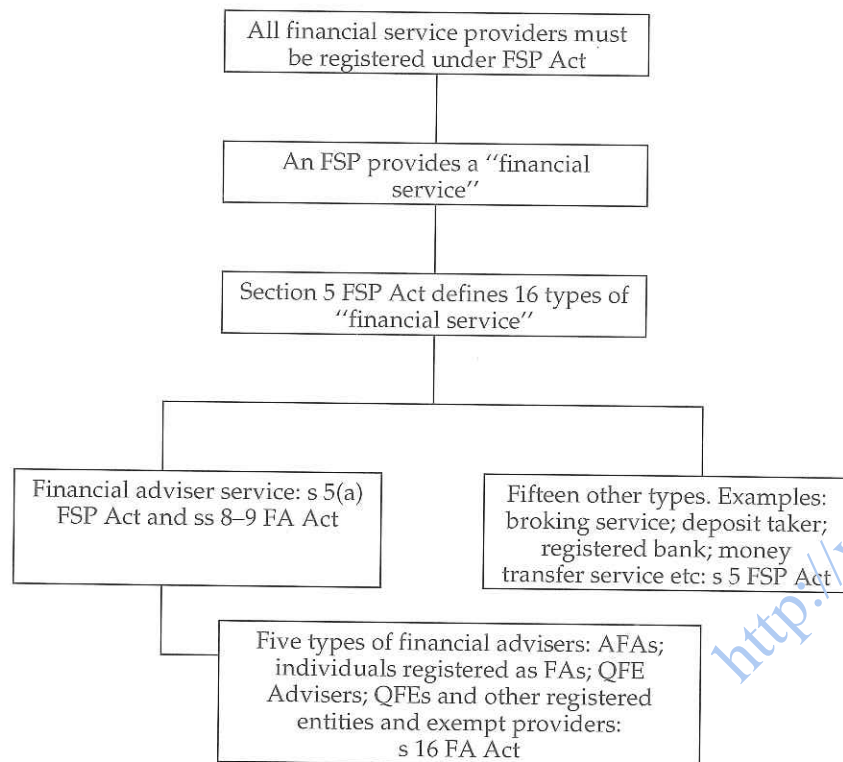 All financial service providers must
be registered under FSP Act
An FSP provides a "financial
service"
Section 5 FSP Act defines 16 types of
"financial service"
Financial adviser service: s 5(a)
FSP Act and ss 8–9 FA Act
Fifteen other types. Examples:
broking service; deposit taker;
registered bank; money
transfer service etc: s 5 FSP Act
Five types of financial advisers: AFAs;
individuals registered as FAs; QFE
Advisers; QFEs and other registered
entities and exempt providers:
s 16 FA Act
http://